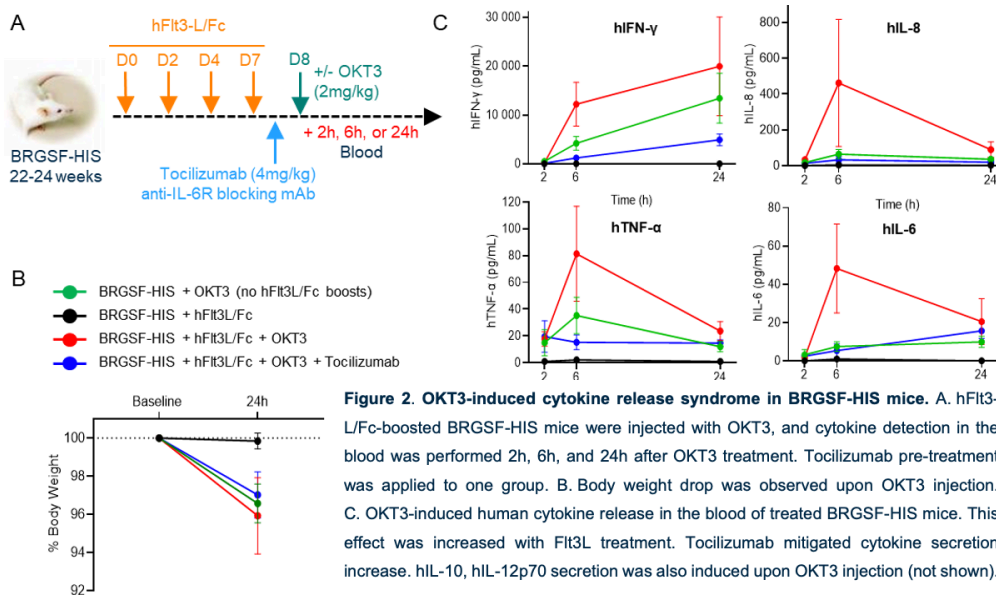 A
hFlt3-L/Fc
D0 D2 D4 D7 D8
+/- OKT3
(2mg/kg)
+ 2h, 6h, or 24h
Blood
BRGSF-HIS
22-24 weeks
Tocilizumab (4mg/kg)
anti-IL-6R blocking mAb
B
BRGSF-HIS + OKT3 (no hFlt3L/Fc boosts)
BRGSF-HIS + hFlt3L/Fc
BRGSF-HIS + hFlt3L/Fc + OKT3
BRGSF-HIS + hFlt3L/Fc + OKT3 + Tocilizumab
Baseline 24h
% Body Weight
100
98
96
94
92
C
hIFN-γ
hIFN-γ (pg/mL)
30 000
20 000
10 000
0
2 6 24
Time (h)
hIL-8
hIL-8 (pg/mL)
800
600
400
200
0
2 6 24
Time (h)
hTNF-α
hTNF-α (pg/mL)
120
100
80
60
40
20
0
2 6 24
hIL-6
hIL-6 (pg/mL)
80
60
40
20
0
2 6 24
Figure 2. OKT3-induced cytokine release syndrome in BRGSF-HIS mice. A. hFlt3-
L/Fc-boosted BRGSF-HIS mice were injected with OKT3, and cytokine detection in the
blood was performed 2h, 6h, and 24h after OKT3 treatment. Tocilizumab pre-treatment
was applied to one group. B. Body weight drop was observed upon OKT3 injection.
C. OKT3-induced human cytokine release in the blood of treated BRGSF-HIS mice. This
effect was increased with Flt3L treatment. Tocilizumab mitigated cytokine secretion
increase. hIL-10, hIL-12p70 secretion was also induced upon OKT3 injection (not shown).